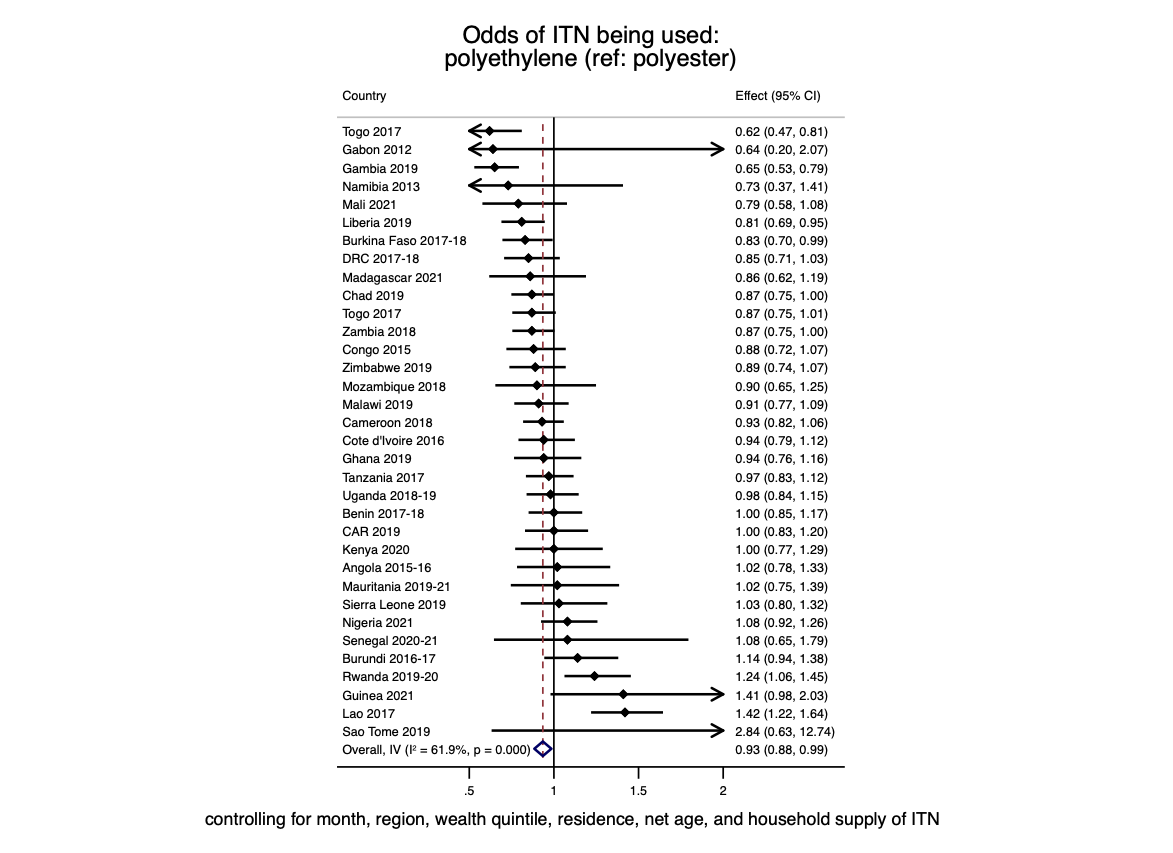 Odds of ITN being used:
polyethylene (ref: polyester)
Country Effect (95% CI)
Togo 2017 0.62 (0.47, 0.81)
Gabon 2012 0.64 (0.20, 2.07)
Gambia 2019 0.65 (0.53, 0.79)
Namibia 2013 0.73 (0.37, 1.41)
Mali 2021 0.79 (0.58, 1.08)
Liberia 2019 0.81 (0.69, 0.95)
Burkina Faso 2017-18 0.83 (0.70, 0.99)
DRC 2017-18 0.85 (0.71, 1.03)
Madagascar 2021 0.86 (0.62, 1.19)
Chad 2019 0.87 (0.75, 1.00)
Togo 2017 0.87 (0.75, 1.01)
Zambia 2018 0.87 (0.75, 1.00)
Congo 2015 0.88 (0.72, 1.07)
Zimbabwe 2019 0.89 (0.74, 1.07)
Mozambique 2018 0.90 (0.65, 1.25)
Malawi 2019 0.91 (0.77, 1.09)
Cameroon 2018 0.93 (0.82, 1.06)
Cote d'Ivoire 2016 0.94 (0.79, 1.12)
Ghana 2019 0.94 (0.76, 1.16)
Tanzania 2017 0.97 (0.83, 1.12)
Uganda 2018-19 0.98 (0.84, 1.15)
Benin 2017-18 1.00 (0.85, 1.17)
CAR 2019 1.00 (0.83, 1.20)
Kenya 2020 1.00 (0.77, 1.29)
Angola 2015-16 1.02 (0.78, 1.33)
Mauritania 2019-21 1.02 (0.75, 1.39)
Sierra Leone 2019 1.03 (0.80, 1.32)
Nigeria 2021 1.08 (0.92, 1.26)
Senegal 2020-21 1.08 (0.65, 1.79)
Burundi 2016-17 1.14 (0.94, 1.38)
Rwanda 2019-20 1.24 (1.06, 1.45)
Guinea 2021 1.41 (0.98, 2.03)
Lao 2017 1.42 (1.22, 1.64)
Sao Tome 2019 2.84 (0.63, 12.74)
Overall, IV (I² = 61.9%, p = 0.000) 0.93 (0.88, 0.99)
.5 1 1.5 2
controlling for month, region, wealth quintile, residence, net age, and household supply of ITN